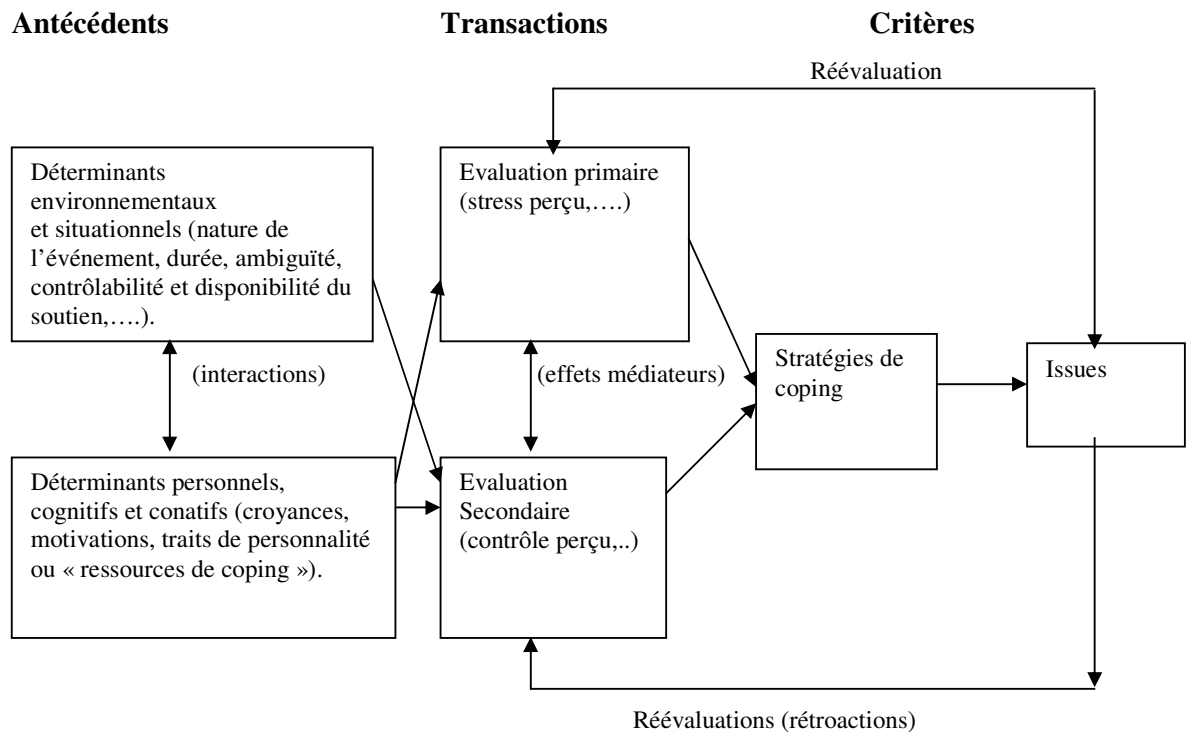 Antécédents
Transactions
Critères
Réévaluation
Déterminants
environnementaux
et situationnels (nature de
l’événement, durée, ambiguïté,
contrôlabilité et disponibilité du
soutien,….).
Evaluation primaire
(stress perçu,….)
(interactions)
(effets médiateurs)
Stratégies de
coping
Issues
Déterminants personnels,
cognitifs et conatifs (croyances,
motivations, traits de personnalité
ou « ressources de coping »).
Evaluation
Secondaire
(contrôle perçu,..)
Réévaluations (rétroactions)